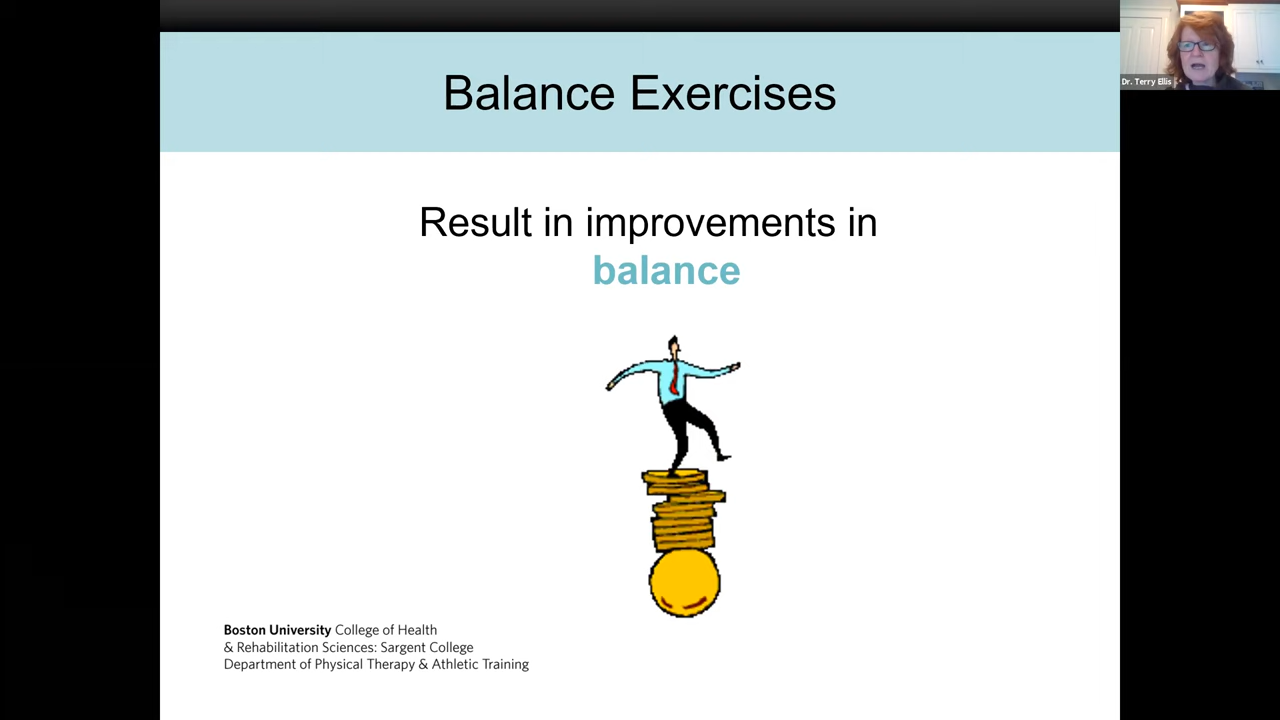 Balance Exercises
Dr. Terry Ellis
Result in improvements in
balance
Boston University College of Health
& Rehabilitation Sciences: Sargent College
Department of Physical Therapy & Athletic Training